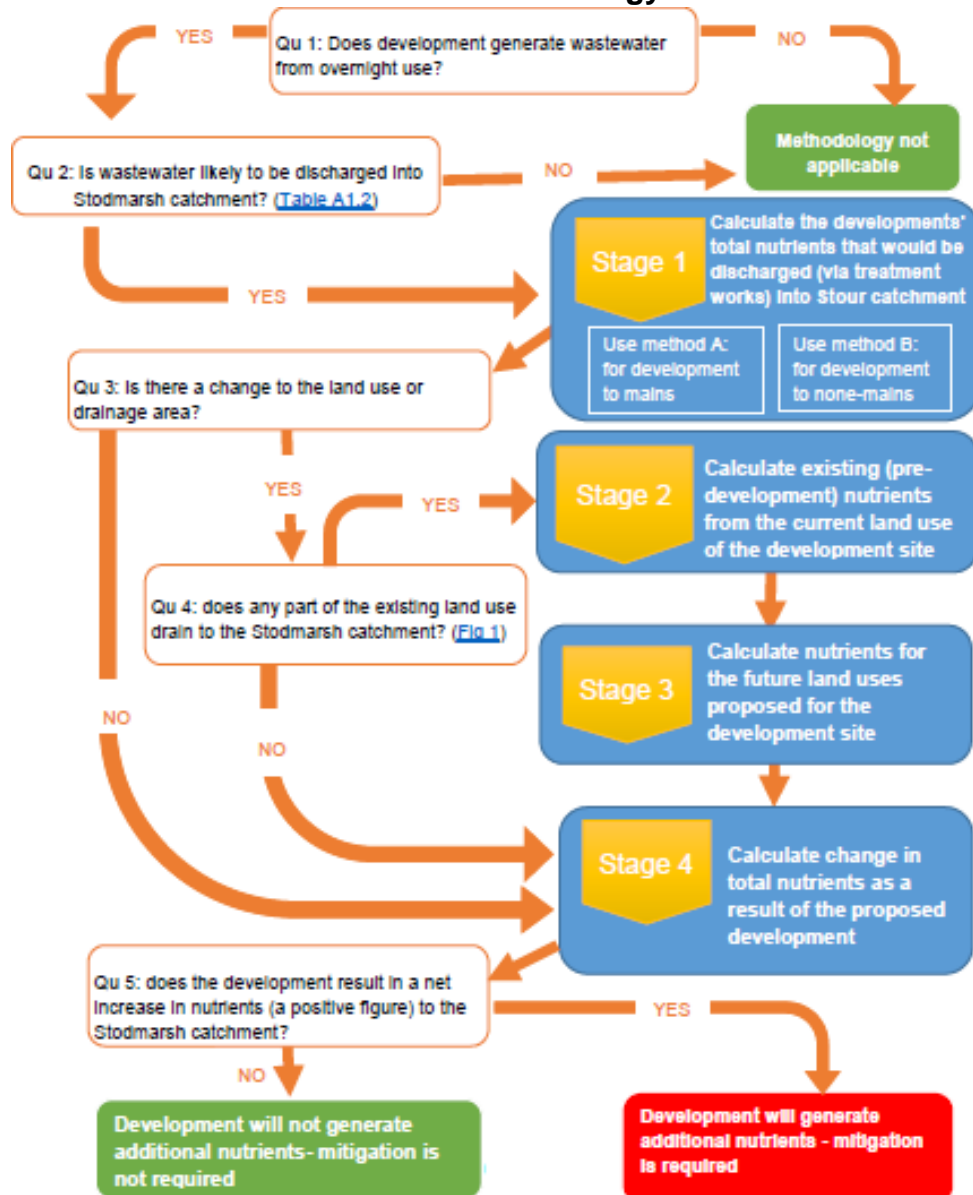 YES
Qu 1: Does development generate wastewater
from overnight use?
NO
Methodology not
applicable
Qu 2: Is wastewater likely to be discharged into
Stodmarsh catchment? (Table A1.2)
NO
YES
Stage 1
Calculate the developments'
total nutrients that would be
discharged (via treatment
works) into Stour catchment
Use method A:
for development
to mains
Use method B:
for development
to none-mains
Qu 3: Is there a change to the land use or
drainage area?
YES
YES
Stage 2
Calculate existing (pre-
development) nutrients
from the current land use
of the development site
Qu 4: does any part of the existing land use
drain to the Stodmarsh catchment? (Fig 1)
Stage 3
Calculate nutrients for
the future land uses
proposed for the
development site
NO
NO
Stage 4
Calculate change in
total nutrients as a
result of the proposed
development
Qu 5: does the development result in a net
increase in nutrients (a positive figure) to the
Stodmarsh catchment?
YES
NO
Development will not generate
additional nutrients- mitigation is
not required
Development will generate
additional nutrients - mitigation
is required